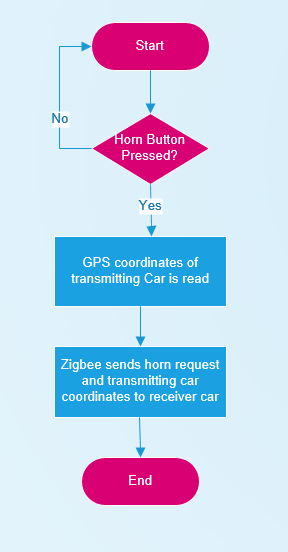 Start
No
Horn Button
Pressed?
Yes
GPS coordinates of
transmitting Car is read
Zigbee sends horn request
and transmitting car
coordinates to receiver car
End